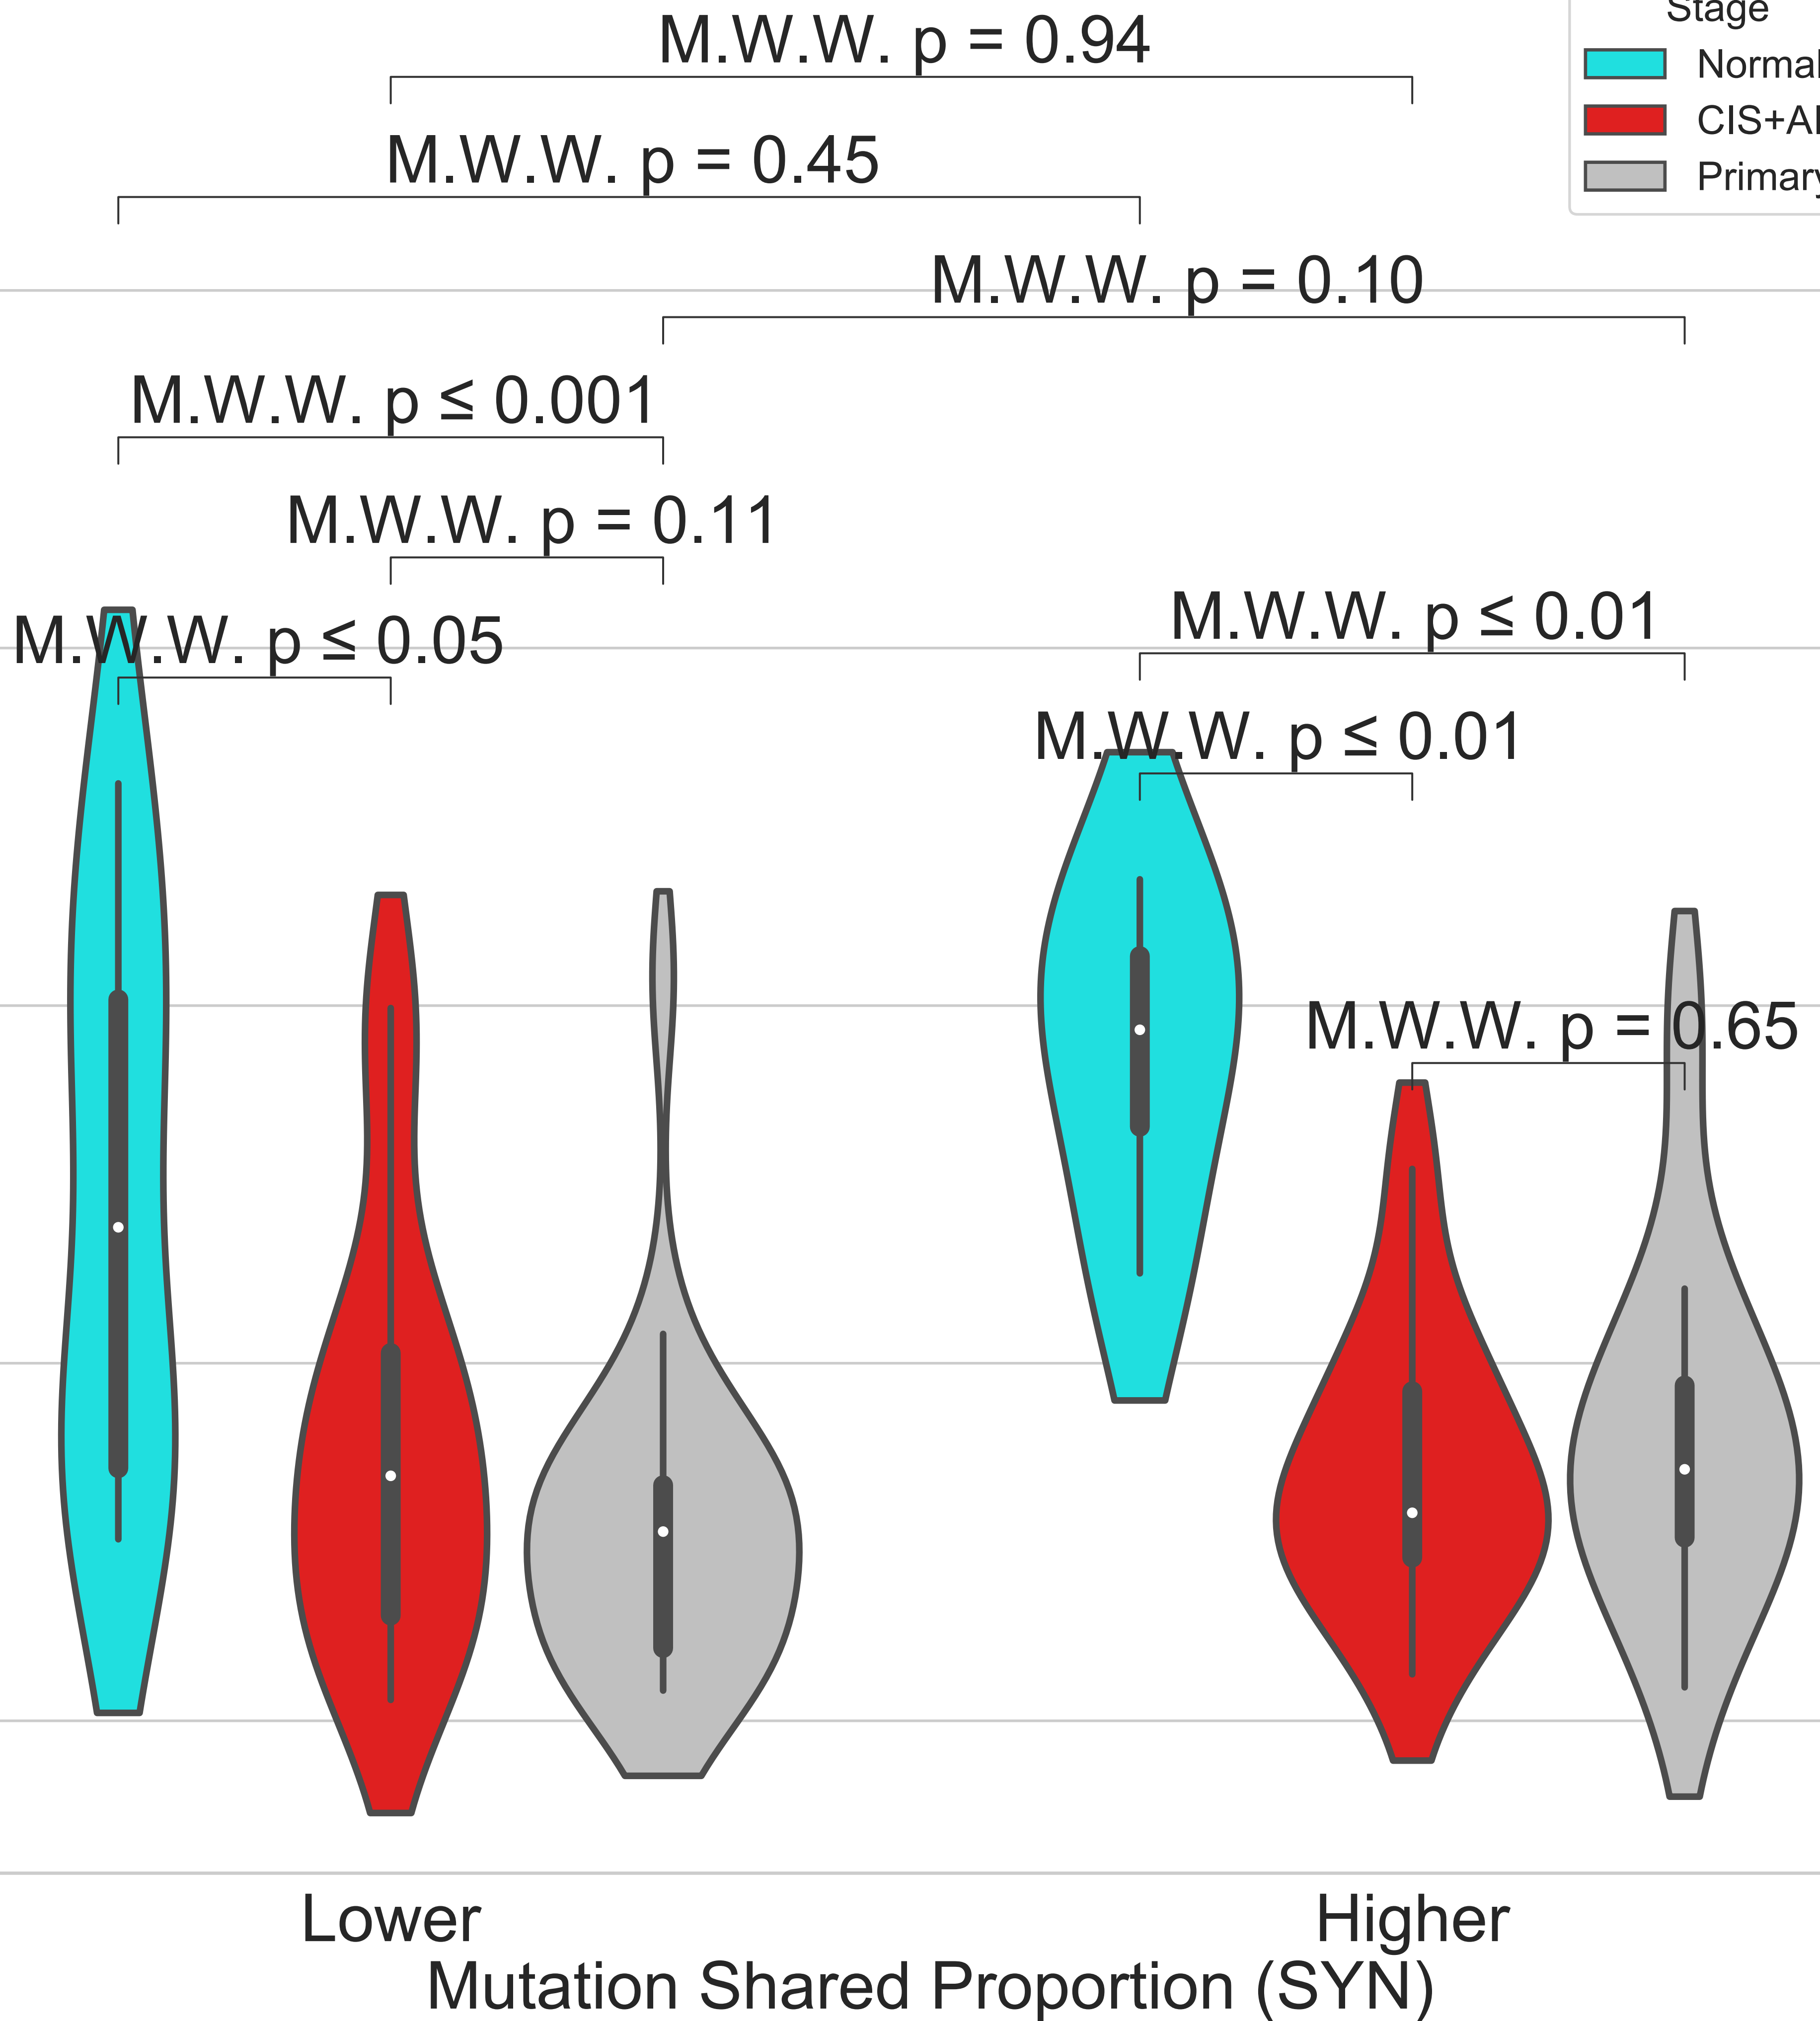 Stage
Normal
CIS+A
Primary
M.W.W. p = 0.94
M.W.W. p = 0.45
M.W.W. p = 0.10
M.W.W. p ≤ 0.001
M.W.W. p = 0.11
M.W.W. p ≤ 0.05
M.W.W. p ≤ 0.01
M.W.W. p ≤ 0.01
M.W.W. p = 0.65
Lower
Higher
Mutation Shared Proportion (SYN)